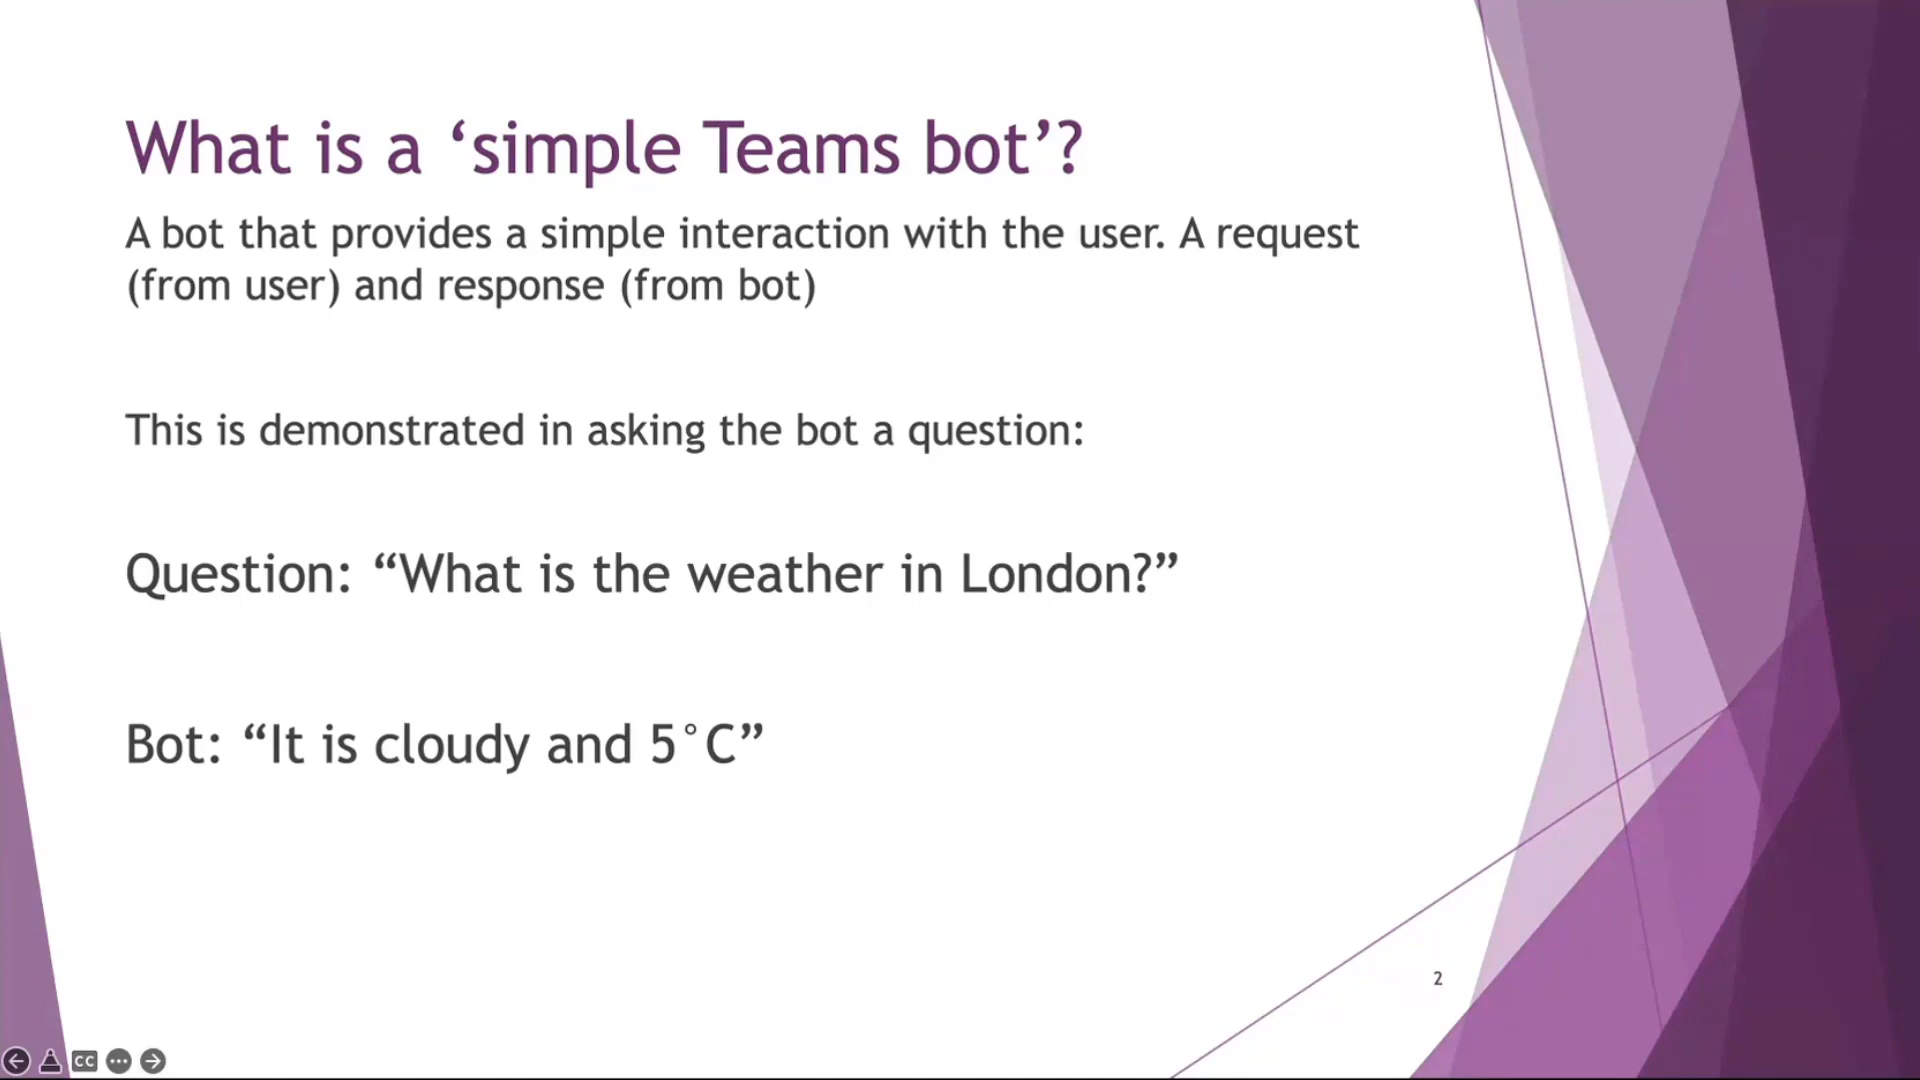 What is a ‘simple Teams bot’?
A bot that provides a simple interaction with the user. A request
(from user) and response (from bot)
This is demonstrated in asking the bot a question:
Question: “What is the weather in London?”
Bot: “It is cloudy and 5°C”
2
CC